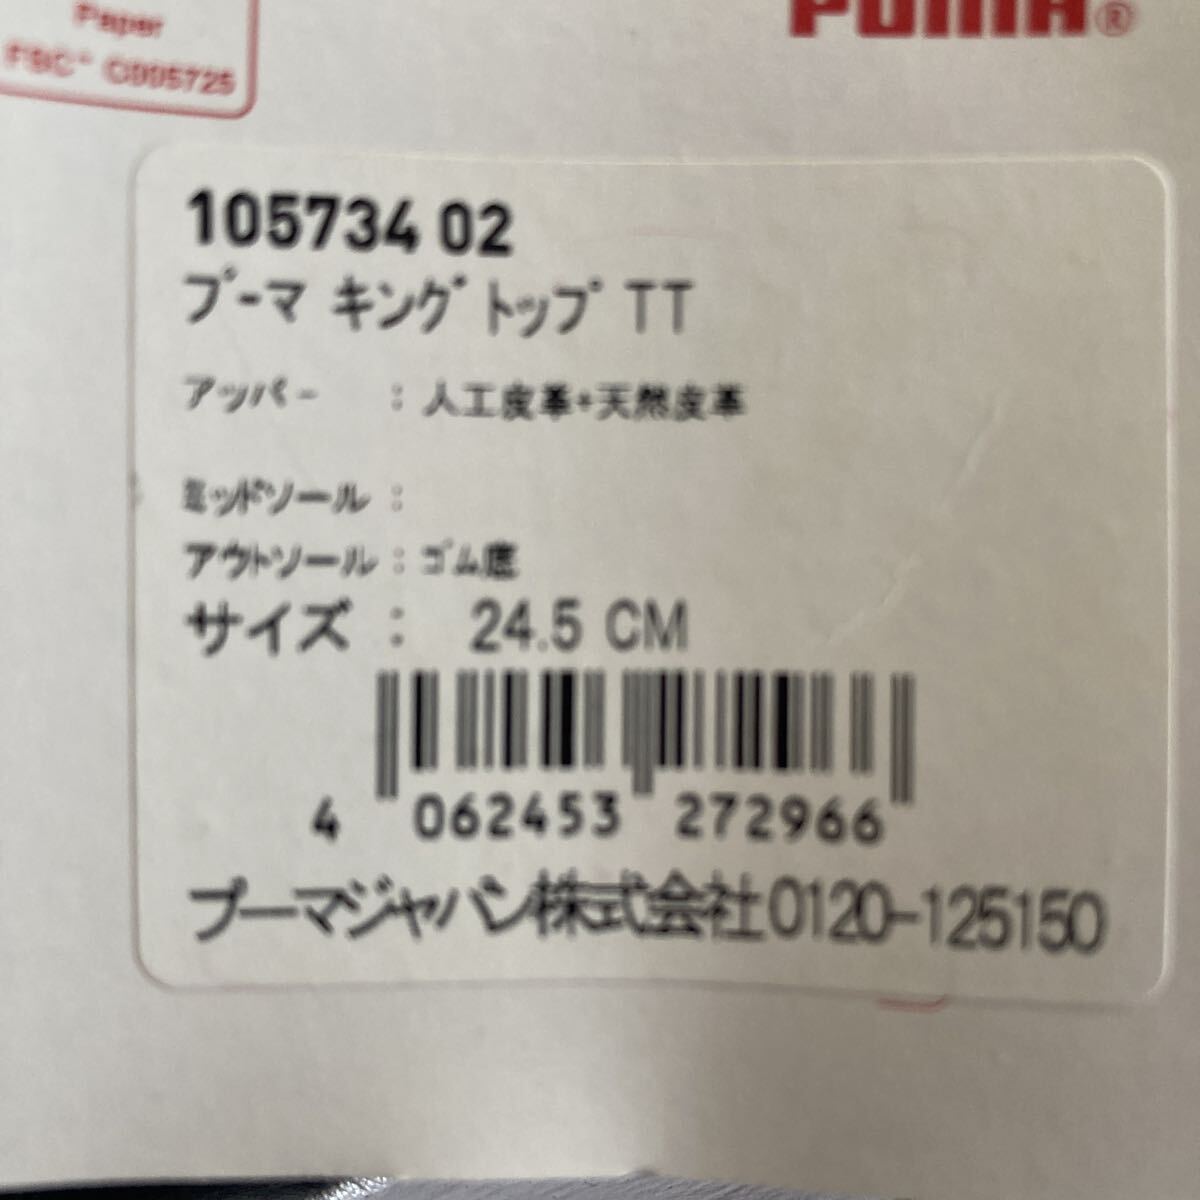 Paper
FSC® C005725
PUMA®
105734 02
プーマ キング トップ TT
アッパー : 人工皮革+天然皮革
ミッドソール :
アウトソール : ゴム底
サイズ : 24.5 CM
4 062453 272966
プーマジャパン株式会社0120-125150